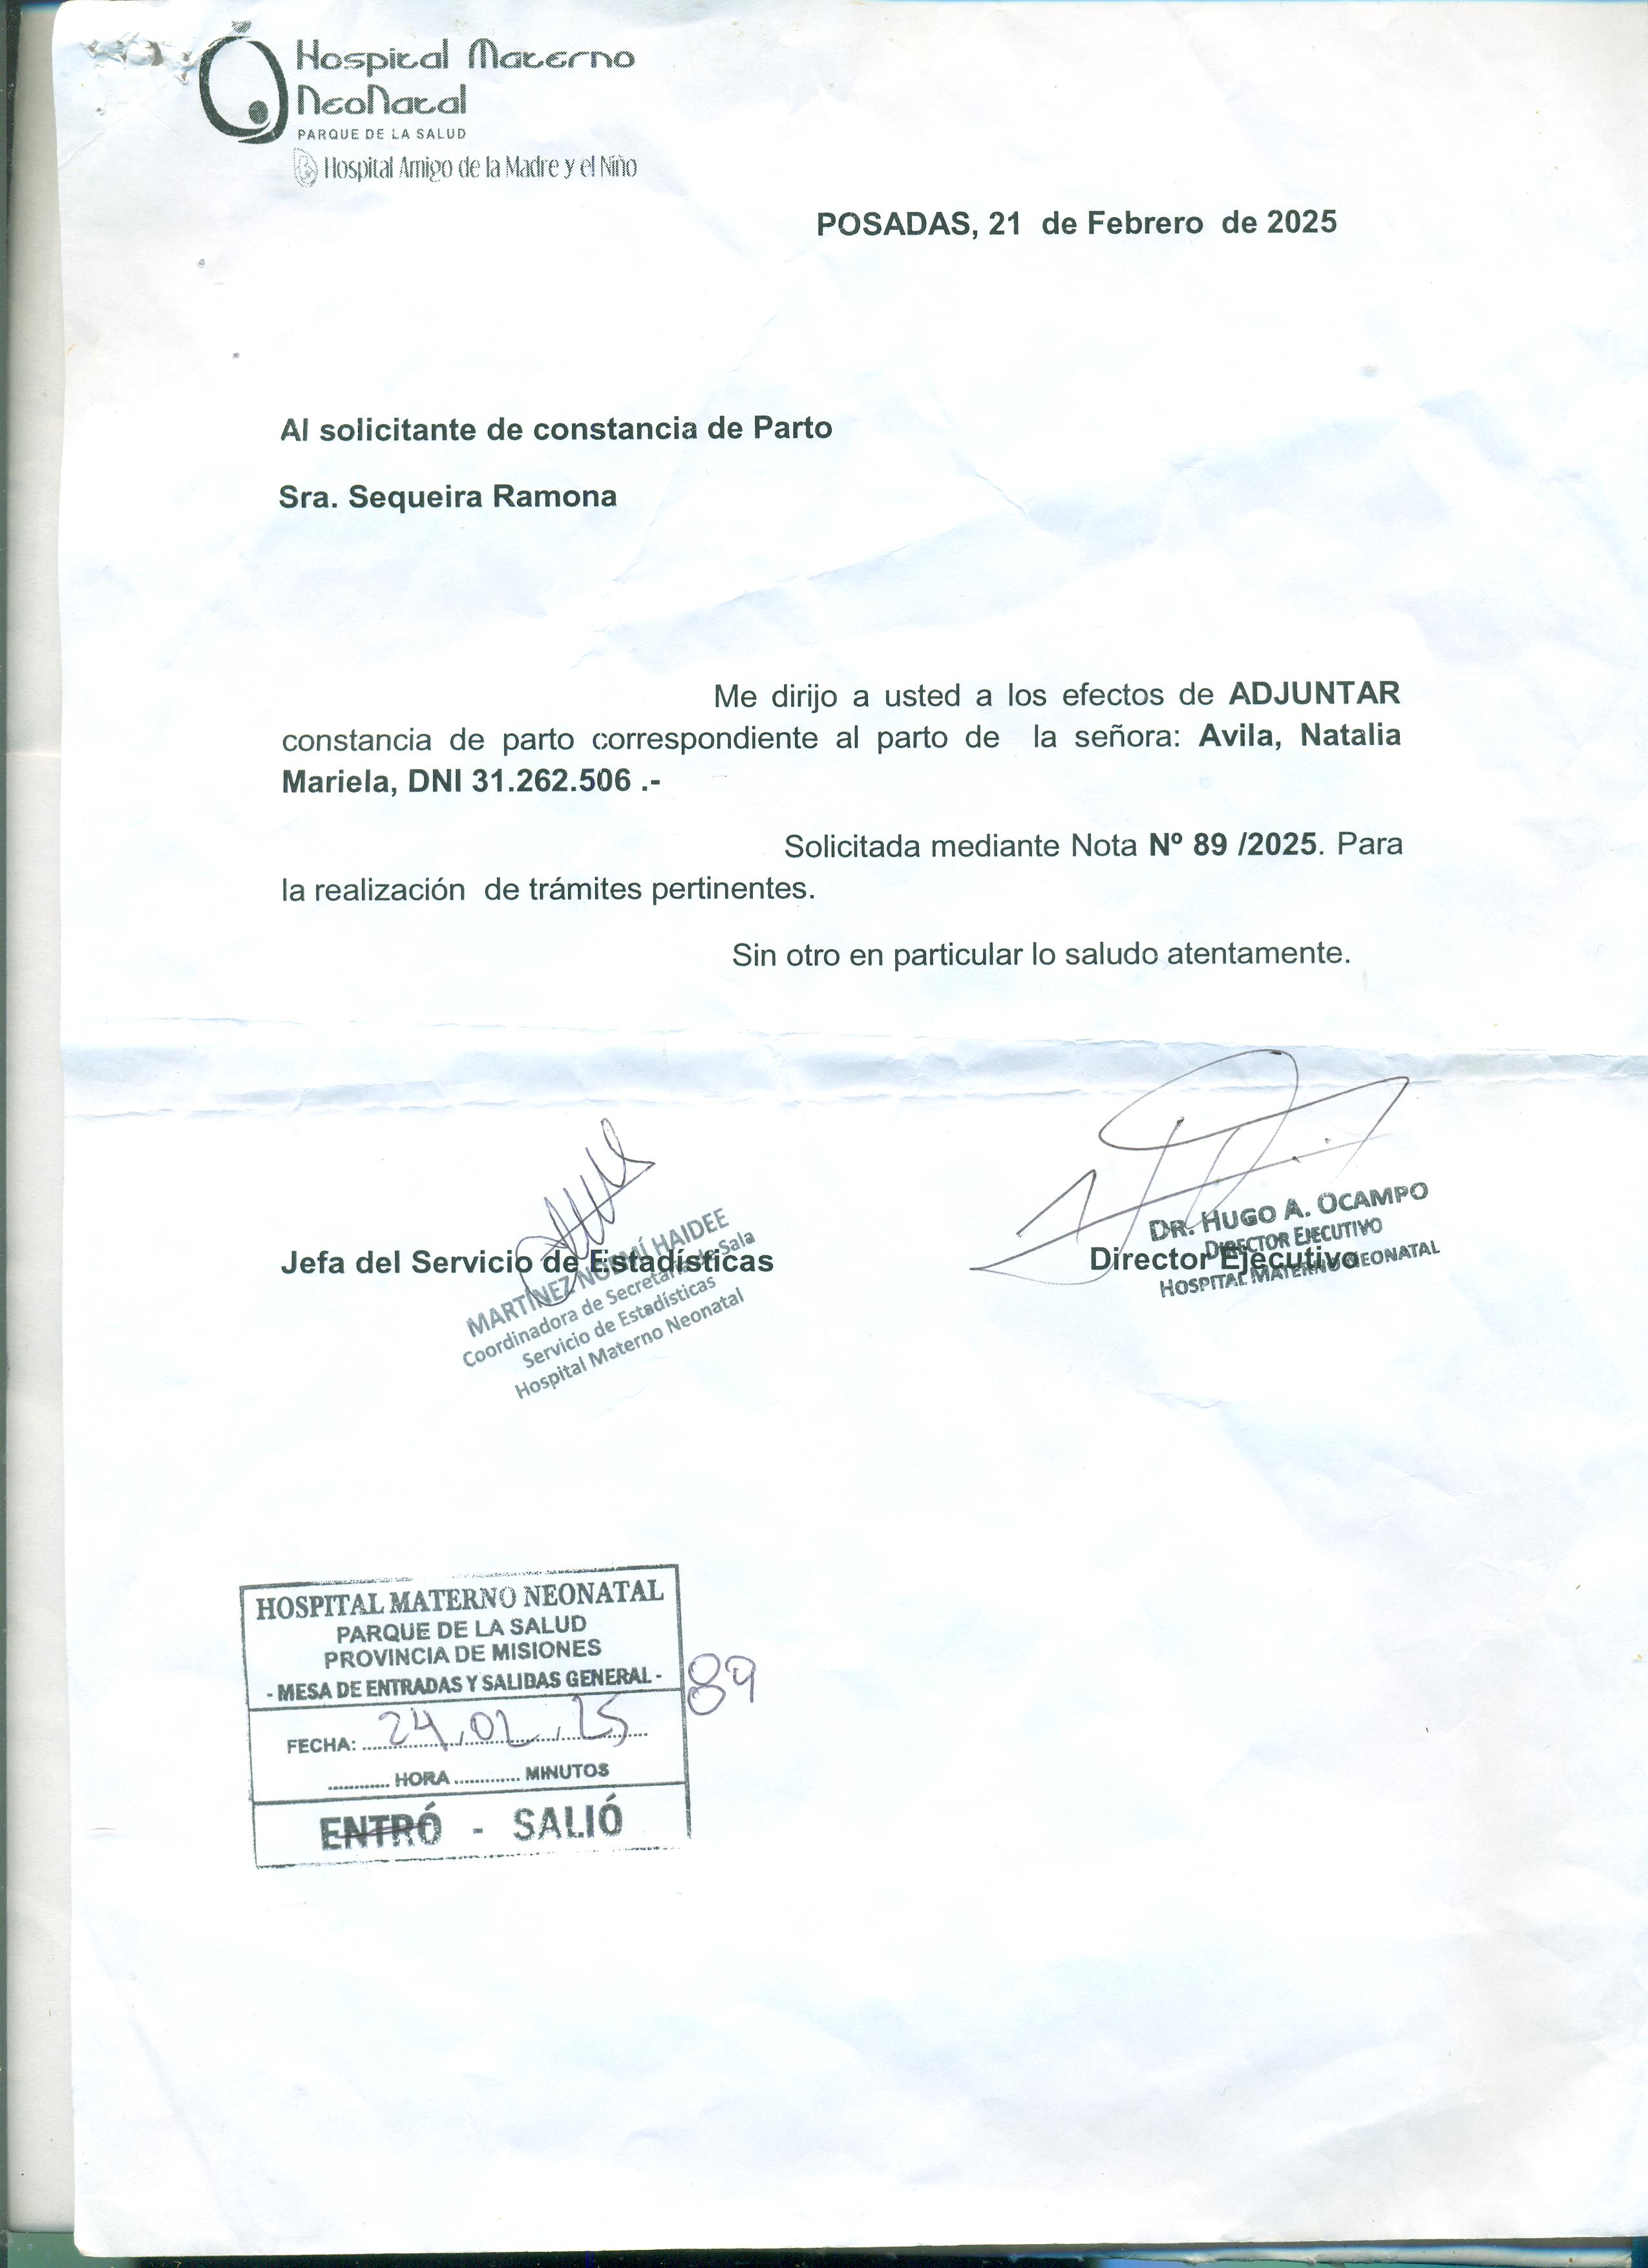 Hospital Materno
NeoNatal
PARQUE DE LA SALUD
Hospital Amigo de la Madre y el Niño
POSADAS, 21 de Febrero de 2025
Al solicitante de constancia de Parto
Sra. Sequeira Ramona
Me dirijo a usted a los efectos de ADJUNTAR
constancia de parto correspondiente al parto de la señora: Avila, Natalia
Mariela, DNI 31.262.506 .-
Solicitada mediante Nota Nº 89 /2025. Para
la realización de trámites pertinentes.
Sin otro en particular lo saludo atentamente.
Jefa del Servicio de Estadísticas
MARTÍNEZ NOEMÍ HAIDEE
Coordinadora de Secretaría de Sala
Servicio de Estadísticas
Hospital Materno Neonatal
Director Ejecutivo
DR. HUGO A. OCAMPO
DIRECTOR EJECUTIVO
HOSPITAL MATERNO NEONATAL
HOSPITAL MATERNO NEONATAL
PARQUE DE LA SALUD
PROVINCIA DE MISIONES
- MESA DE ENTRADAS Y SALIDAS GENERAL -
89
FECHA: 24/02/25
HORA MINUTOS
ENTRÓ - SALIÓ